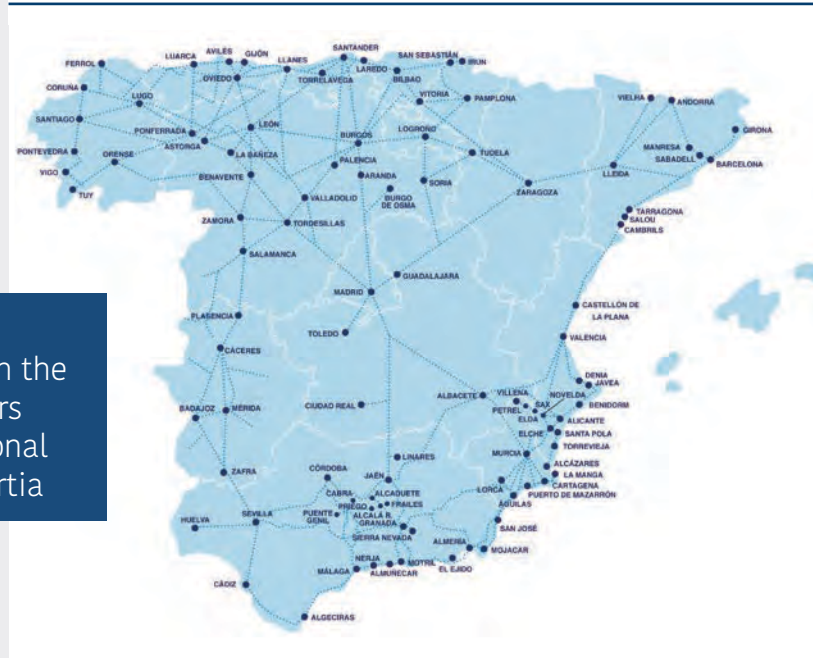 SANTANDER
SAN SEBASTIÁN
IRUN
AVILÉS
GIJÓN
LUARCA
LLANES
LAREDO
FERROL
OVIEDO
TORRELAVEGA
BILBAO
CORUÑA
LUGO
VITORIA
PAMPLONA
VIELHA
ANDORRA
SANTIAGO
PONFERRADA
LEÓN
BURGOS
LOGROÑO
GIRONA
ASTORGA
LA BAÑEZA
MANRESA
SABADELL
BARCELONA
PONTEVEDRA
ORENSE
PALENCIA
TUDELA
LLEIDA
VIGO
BENAVENTE
ARANDA
SORIA
ZARAGOZA
TUY
VALLADOLID
BURGO
DE OSMA
ZAMORA
TORDESILLAS
TARRAGONA
SALOU
CAMBRILS
SALAMANCA
GUADALAJARA
MADRID
PLASENCIA
CASTELLÓN DE
LA PLANA
TOLEDO
VALENCIA
CÁCERES
n the
rs
onal
rtia
DENIA
JAVEA
ALBACETE
VILLENA
NOVELDA
SAX
PETREL
ELDA
BENIDORM
BADAJOZ
MÉRIDA
CIUDAD REAL
ALICANTE
ELCHE
SANTA POLA
TORREVIEJA
MURCIA
LINARES
ALCÁZARES
LA MANGA
ZAFRA
CÓRDOBA
JAÉN
LORCA
CARTAGENA
PUERTO DE MAZARRÓN
AGUILAS
CABRA
ALCAUDETE
PRIEGO
FRAILES
ALCALÁ R.
PUENTE
GENIL
GRANADA
SIERRA NEVADA
HUELVA
SEVILLA
SAN JOSÉ
ALMERÍA
MOJACAR
NERJA
MOTRIL
EL EJIDO
MÁLAGA
ALMUÑECAR
CÁDIZ
ALGECIRAS